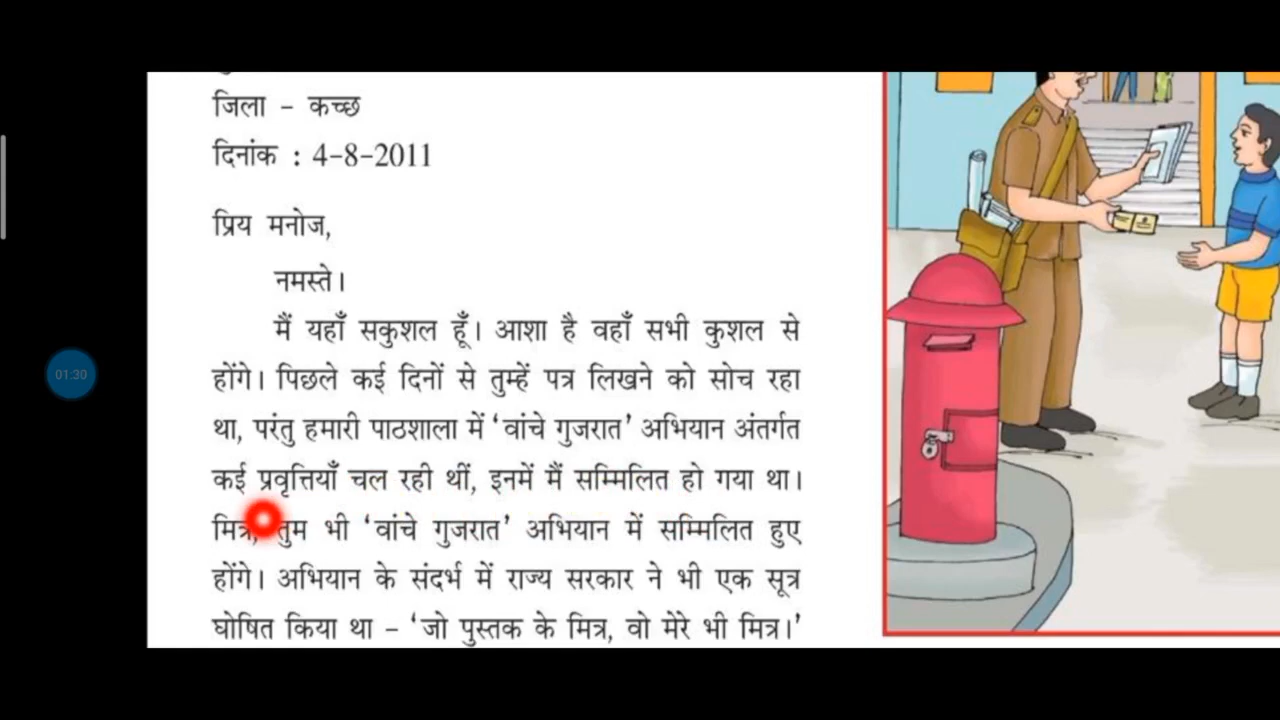 जिला - कच्छ
दिनांक : 4-8-2011
प्रिय मनोज,
नमस्ते।
मैं यहाँ सकुशल हूँ। आशा है वहाँ सभी कुशल से
होंगे। पिछले कई दिनों से तुम्हें पत्र लिखने को सोच रहा
था, परंतु हमारी पाठशाला में ‘वांचे गुजरात’ अभियान अंतर्गत
कई प्रवृत्तियाँ चल रही थीं, इनमें मैं सम्मिलित हो गया था।
मित्र, तुम भी ‘वांचे गुजरात’ अभियान में सम्मिलित हुए
होंगे। अभियान के संदर्भ में राज्य सरकार ने भी एक सूत्र
घोषित किया था – ‘जो पुस्तक के मित्र, वो मेरे भी मित्र।’
01:30